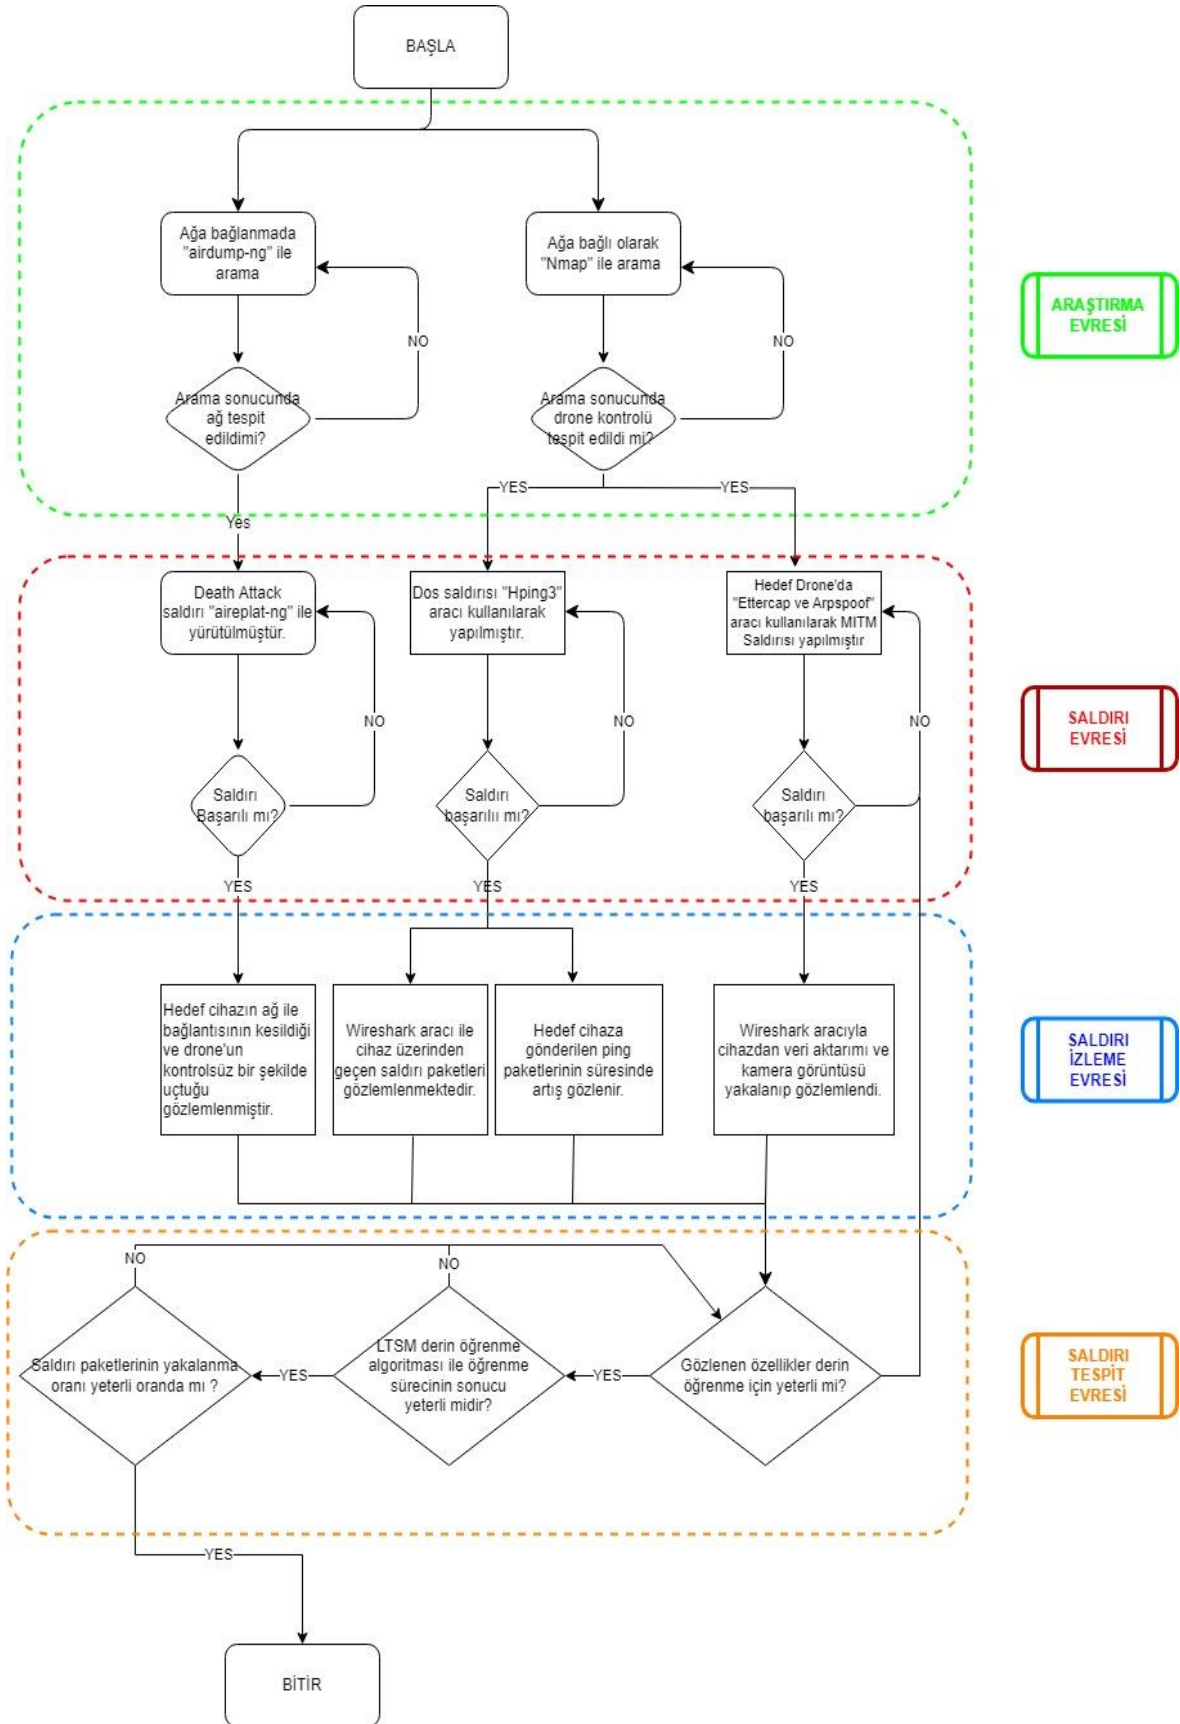 BAŞLA
Ağa bağlanmada
"airdump-ng" ile
arama
Ağa bağlı olarak
"Nmap" ile arama
ARAŞTIRMA
EVRESİ
NO
NO
Arama sonucunda
ağ tespit
edildimi?
Arama sonucunda
drone kontrolü
tespit edildi mi?
YES
YES
Yes
Death Attack
saldırı "aireplat-ng" ile
yürütülmüştür.
Dos saldırısı "Hping3"
aracı kullanılarak
yapılmıştır.
Hedef Drone'da
"Ettercap ve Arpspoof"
aracı kullanılarak MITM
Saldırısı yapılmıştır
SALDIRI
EVRESİ
NO
NO
NO
Saldırı
Başarılı mı?
Saldırı
başarılıı mı?
Saldırı
başarılı mı?
YES
YES
YES
Hedef cihazın ağ ile
bağlantısının kesildiği
ve drone'un
kontrolsüz bir şekilde
uçtuğu
gözlemlenmiştir.
Wireshark aracı ile
cihaz üzerinden
geçen saldırı paketleri
gözlemlenmektedir.
Hedef cihaza
gönderilen ping
paketlerinin süresinde
artış gözlenir.
Wireshark aracıyla
cihazdan veri aktarımı ve
kamera görüntüsü
yakalanıp gözlemlendi.
SALDIRI
İZLEME
EVRESİ
NO
NO
Saldırı paketlerinin yakalanma
oranı yeterli oranda mı ?
YES
LTSM derin öğrenme
algoritması ile öğrenme
sürecinin sonucu
yeterli midir?
YES
Gözlenen özellikler derin
öğrenme için yeterli mi?
SALDIRI
TESPİT
EVRESİ
YES
BİTİR